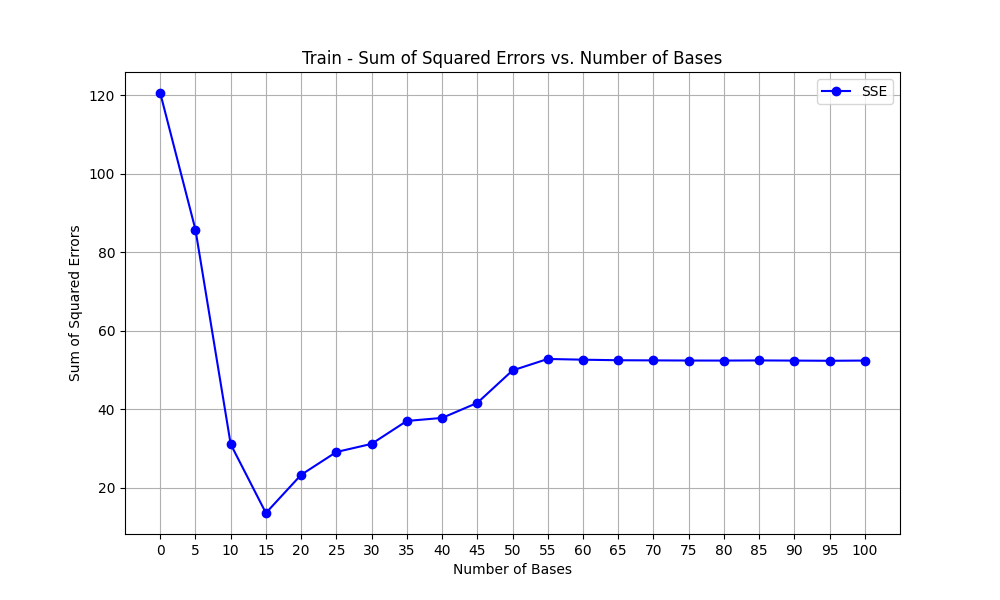 Train - Sum of Squared Errors vs. Number of Bases
SSE
120
100
80
60
40
20
Sum of Squared Errors
0 5 10 15 20 25 30 35 40 45 50 55 60 65 70 75 80 85 90 95 100
Number of Bases